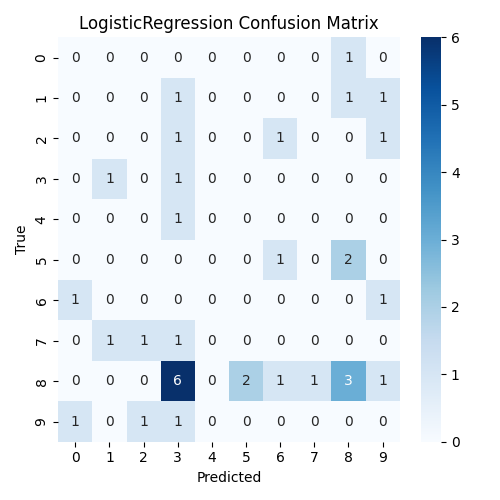 LogisticRegression Confusion Matrix
0 0 0 0 0 0 0 0 0 1 0
1 0 0 0 1 0 0 0 0 1 1
2 0 0 0 1 0 0 1 0 0 1
3 0 1 0 1 0 0 0 0 0 0
4 0 0 0 1 0 0 0 0 0 0
5 0 0 0 0 0 0 1 0 2 0
6 1 0 0 0 0 0 0 0 0 1
7 0 1 1 1 0 0 0 0 0 0
8 0 0 0 6 0 2 1 1 3 1
9 1 0 1 1 0 0 0 0 0 0
0 1 2 3 4 5 6 7 8 9
Predicted
True
6
5
4
3
2
1
0